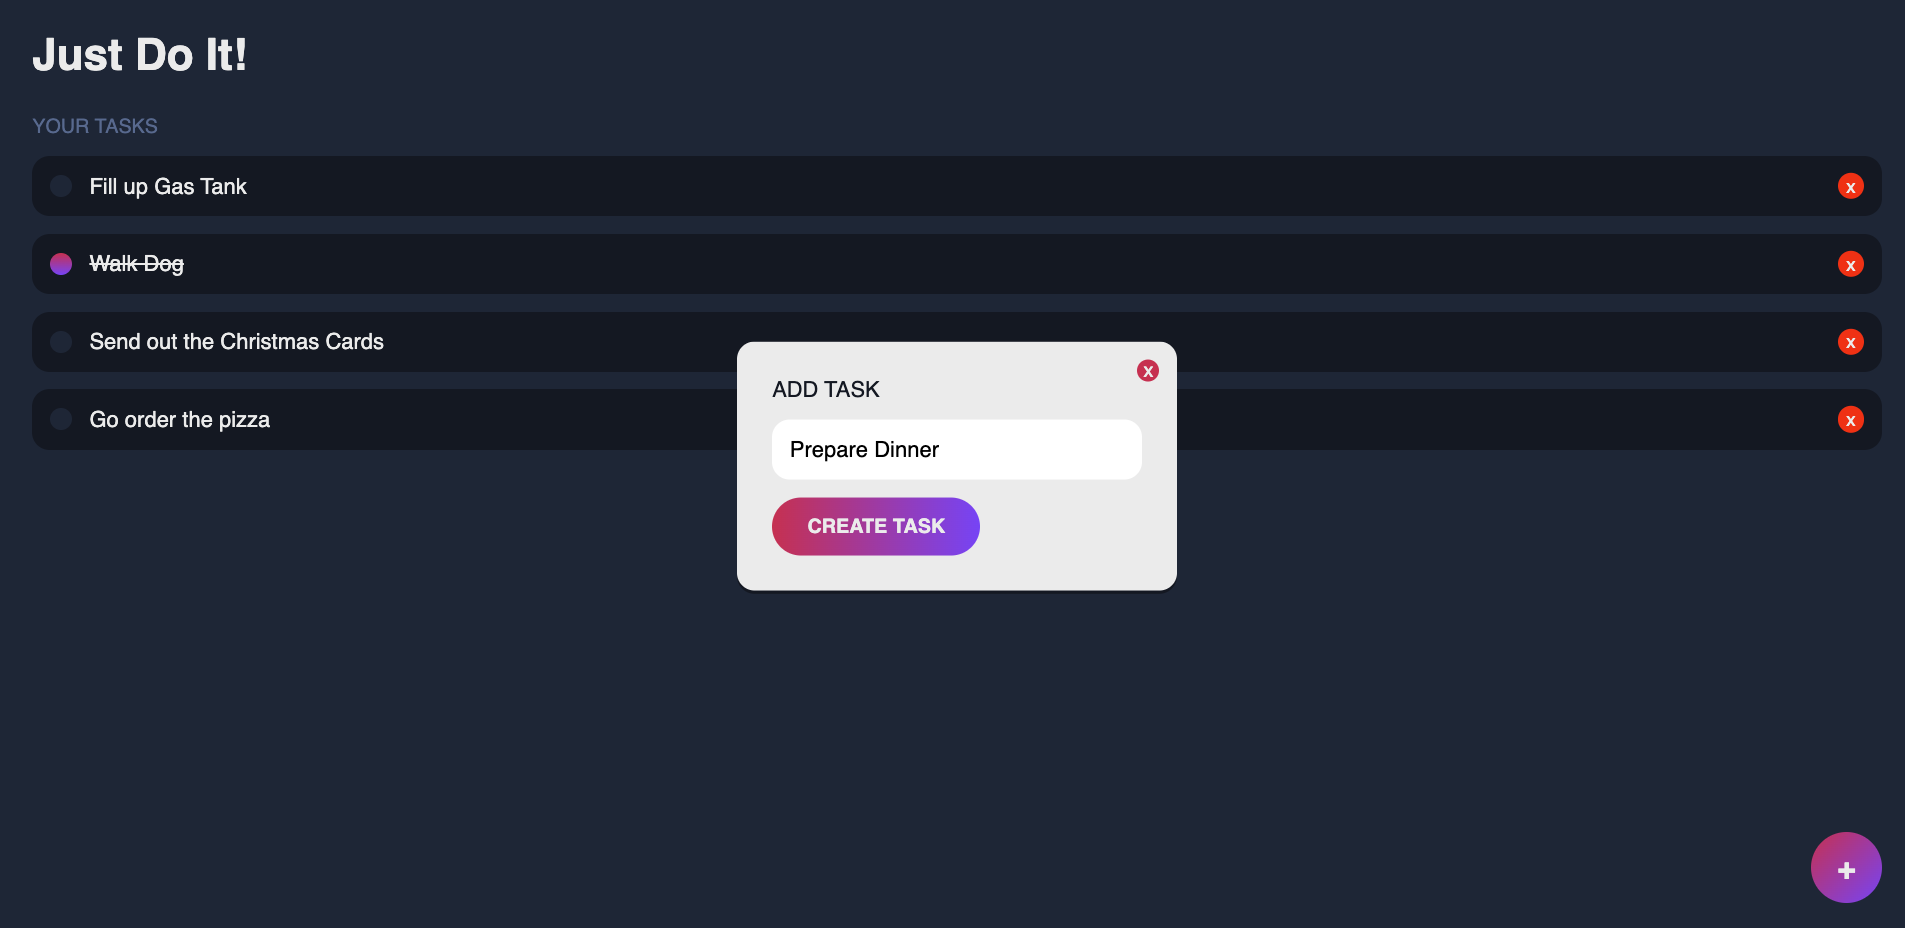 Just Do It!
YOUR TASKS
Fill up Gas Tank
x
Walk Dog
x
Send out the Christmas Cards
x
Go order the pizza
x
X
ADD TASK
Prepare Dinner
CREATE TASK
+